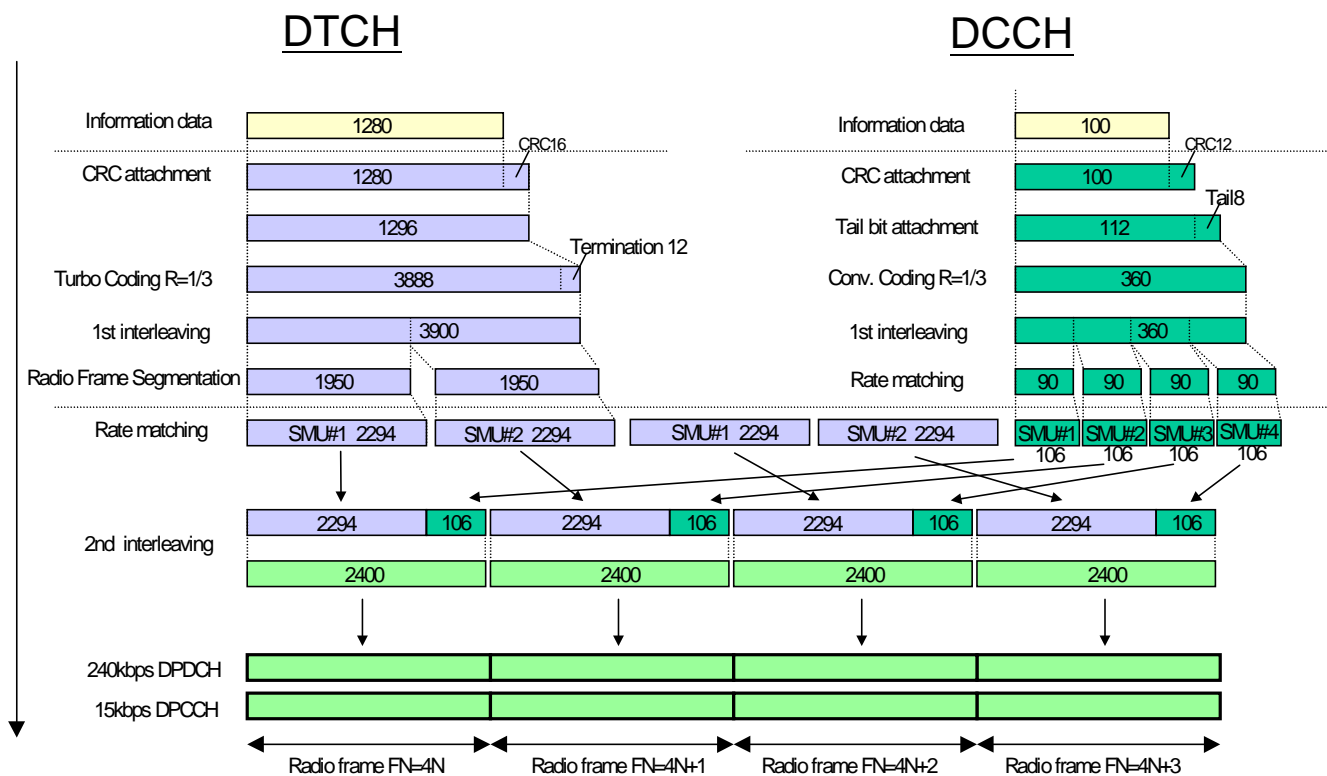 DTCH
DCCH
Information data
1280
Information data
100
CRC16
CRC12
CRC attachment
1280
CRC attachment
100
Tail8
1296
Tail bit attachment
112
Termination 12
Turbo Coding R=1/3
3888
Conv. Coding R=1/3
360
1st interleaving
3900
1st interleaving
360
Radio Frame Segmentation
1950
1950
Rate matching
90
90
90
90
Rate matching
SMU#1 2294
SMU#2 2294
SMU#1 2294
SMU#2 2294
SMU#1
SMU#2
SMU#3
SMU#4
106
106
106
106
2nd interleaving
2294
106
2294
106
2294
106
2294
106
2400
2400
2400
2400
240kbps DPDCH
15kbps DPCCH
Radio frame FN=4N
Radio frame FN=4N+1
Radio frame FN=4N+2
Radio frame FN=4N+3